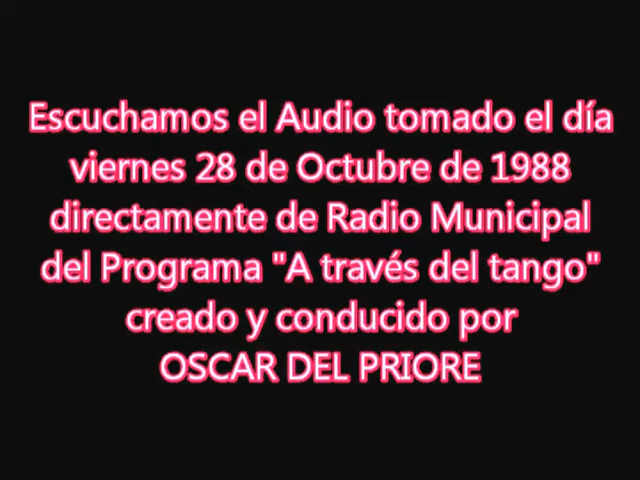 Escuchamos el Audio tomado el día
viernes 28 de Octubre de 1988
directamente de Radio Municipal
del Programa "A través del tango"
creado y conducido por
OSCAR DEL PRIORE